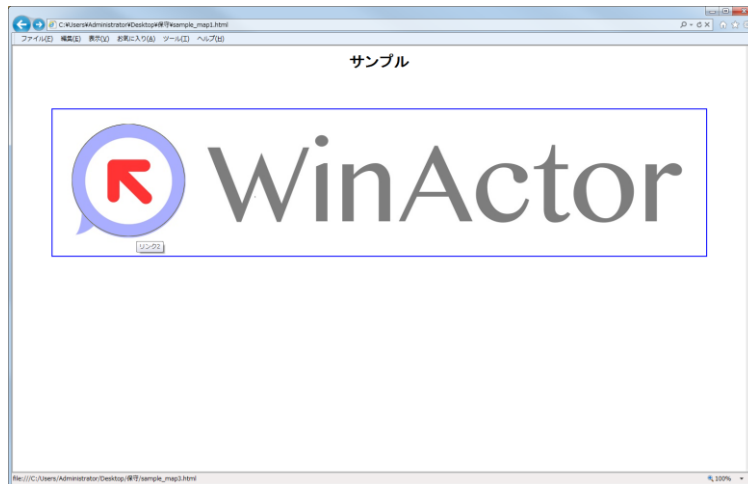 C:¥Users¥Administrator¥Desktop¥保守¥sample_map1.html
ファイル(F) 編集(E) 表示(V) お気に入り(A) ツール(T) ヘルプ(H)
サンプル
WinActor
リンク2
file:///C:/Users/Administrator/Desktop/保守/sample_map3.html
100%